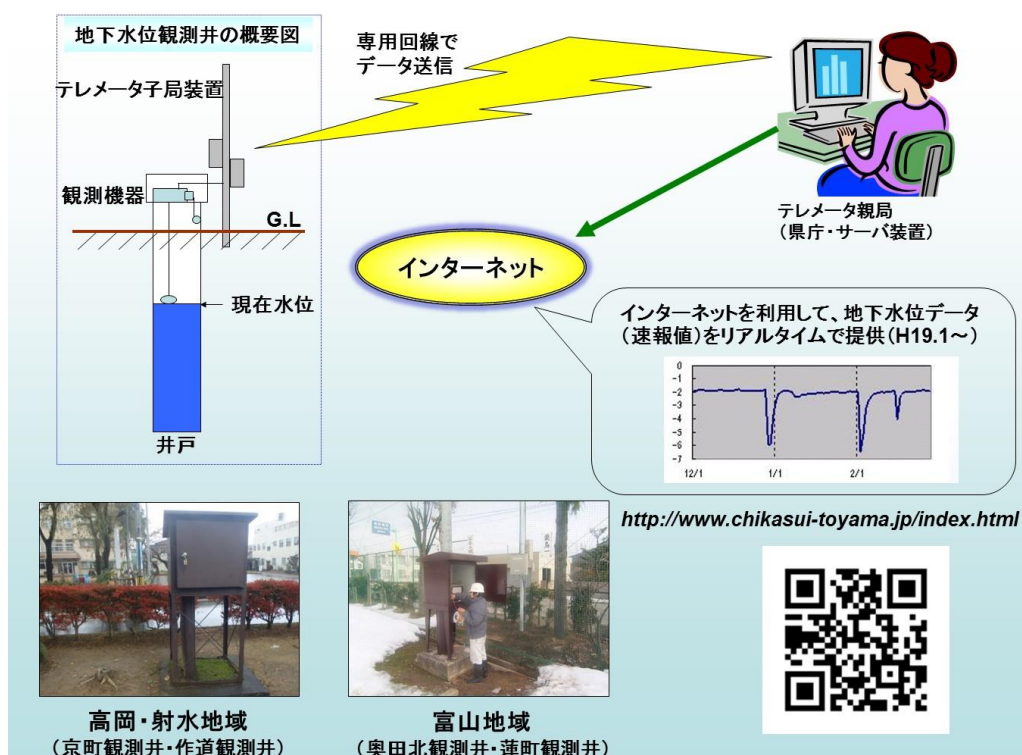 地下水位観測井の概要図
テレメータ子局装置
観測機器
G.L
現在水位
井戸
専用回線で
データ送信
テレメータ親局
（県庁・サーバ装置）
インターネット
インターネットを利用して、地下水位データ
（速報値）をリアルタイムで提供（H19.1～）
0
-1
-2
-3
-4
-5
-6
-7
12/1 1/1 2/1
http://www.chikasui-toyama.jp/index.html
高岡・射水地域
（京町観測井・作道観測井）
富山地域
（奥田北観測井・蓮町観測井）